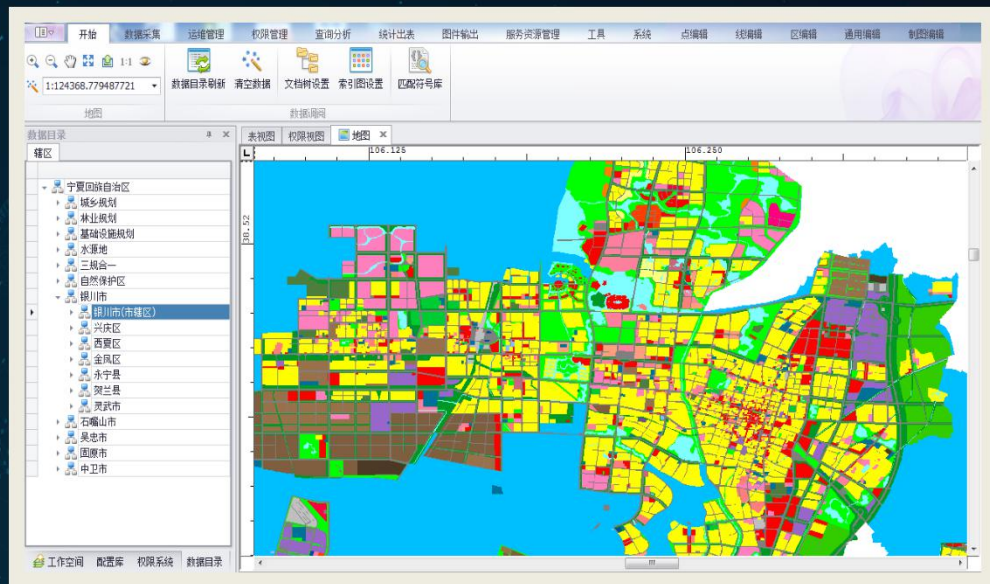 开始 数据采集 运维管理 权限管理 查询分析 统计出表 图件输出 服务资源管理 工具 系统 点编辑 线编辑 区编辑 通用编辑 制图编辑
1:1
1:124368.779487721
数据目录刷新 清空数据 文档树设置 索引图设置 匹配符号库
地图
数据目录
表视图 权限视图 地图
辖区
106.125 106.250
38.52
宁夏回族自治区
城乡规划
林业规划
基础设施规划
水源地
三规合一
自然保护区
银川市
银川市(市辖区)
兴庆区
西夏区
金凤区
永宁县
贺兰县
灵武市
石嘴山市
吴忠市
固原市
中卫市
工作空间 配置库 权限系统 数据目录